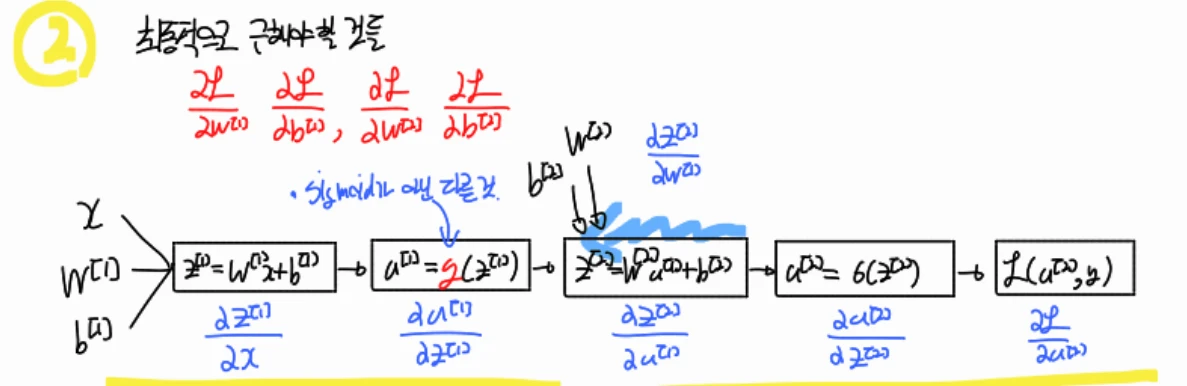 2 최종적으로 구해야할 것들
∂ℒ/∂w^[1] ∂ℒ/∂b^[1], ∂ℒ/∂w^[2] ∂ℒ/∂b^[2]
w^[2] ∂z^[2]/∂w^[2]
b^[2]
• sigmoid가 아닌 다른 것.
x
w^[1]
b^[1]
z^[1]=w^[1]x+b^[1] → a^[1]=g(z^[1]) → z^[2]=w^[2]a^[1]+b^[2] → a^[2]=6(z^[2]) → ℒ(a^[2],y)
∂z^[1]/∂x ∂a^[1]/∂z^[1] ∂z^[2]/∂a^[1] ∂a^[2]/∂z^[2] ∂ℒ/∂a^[2]